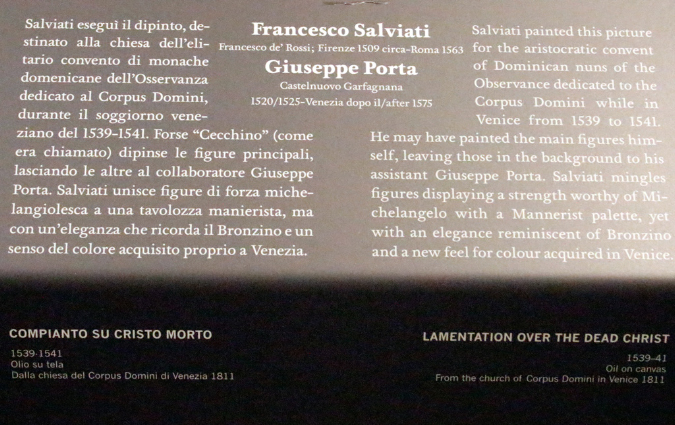 Salviati eseguì il dipinto, de-
stinato alla chiesa dell'eli-
tario convento di monache
domenicane dell'Osservanza
dedicato al Corpus Domini,
durante il soggiorno vene-
ziano del 1539-1541. Forse "Cecchino" (come
era chiamato) dipinse le figure principali,
lasciando le altre al collaboratore Giuseppe
Porta. Salviati unisce figure di forza miche-
langiolesca a una tavolozza manierista, ma
con un'eleganza che ricorda il Bronzino e un
senso del colore acquisito proprio a Venezia.
Francesco Salviati
Francesco de' Rossi; Firenze 1509 circa-Roma 1563
Giuseppe Porta
Castelnuovo Garfagnana
1520/1525-Venezia dopo il/after 1575
Salviati painted this picture
for the aristocratic convent
of Dominican nuns of the
Observance dedicated to the
Corpus Domini while in
Venice from 1539 to 1541.
He may have painted the main figures him-
self, leaving those in the background to his
assistant Giuseppe Porta. Salviati mingles
figures displaying a strength worthy of Mi-
chelangelo with a Mannerist palette, yet
with an elegance reminiscent of Bronzino
and a new feel for colour acquired in Venice.
COMPIANTO SU CRISTO MORTO
1539-1541
Olio su tela
Dalla chiesa del Corpus Domini di Venezia 1811
LAMENTATION OVER THE DEAD CHRIST
1539–41
Oil on canvas
From the church of Corpus Domini in Venice 1811